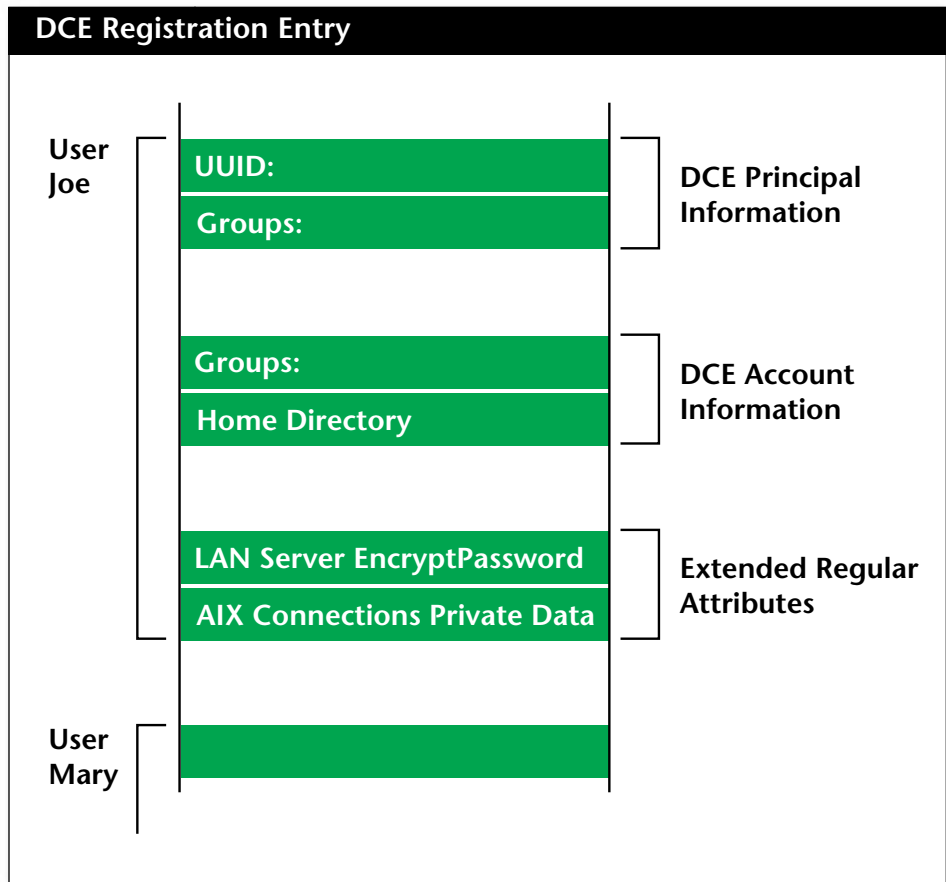 DCE Registration Entry
User
Joe
UUID:
Groups:
DCE Principal
Information
Groups:
Home Directory
DCE Account
Information
LAN Server EncryptPassword
AIX Connections Private Data
Extended Regular
Attributes
User
Mary